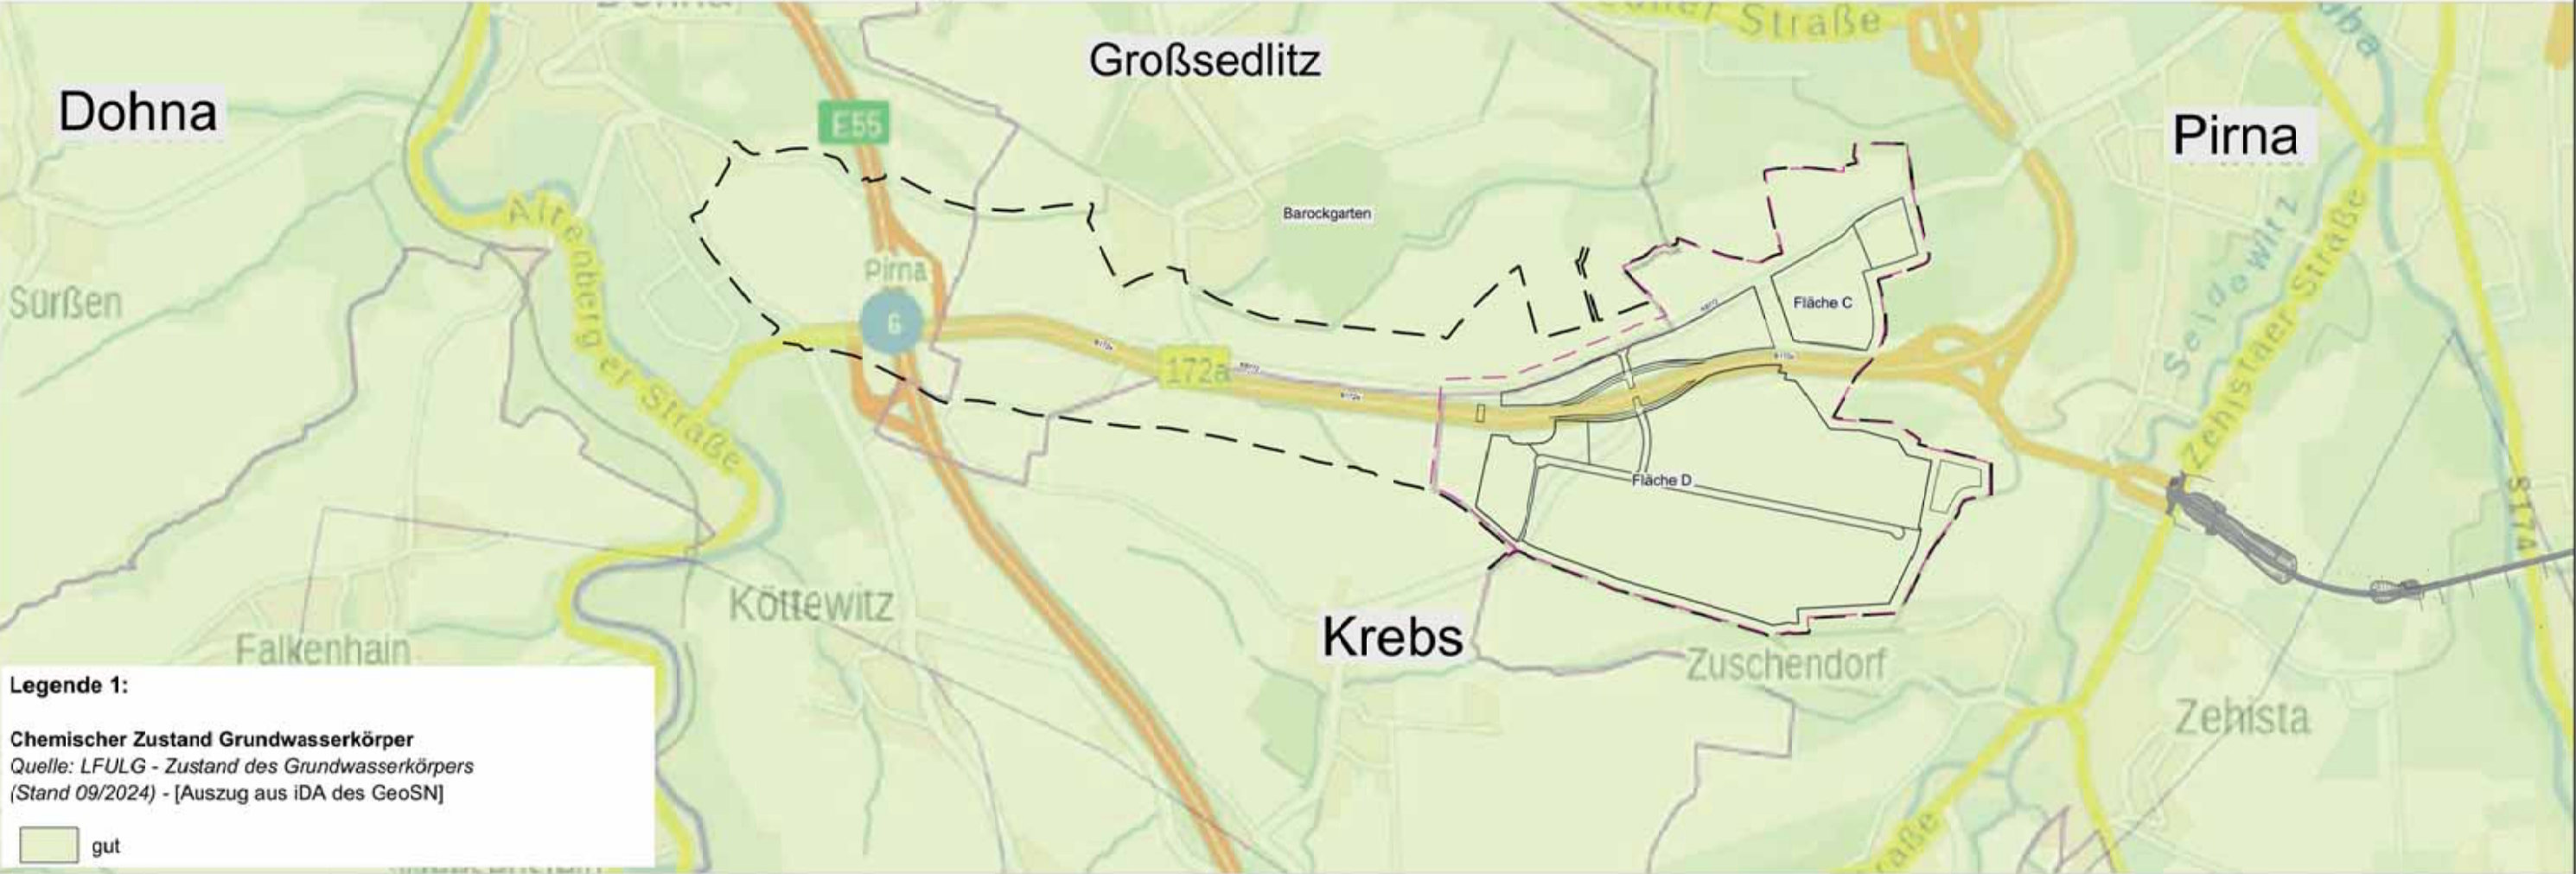 Dohna
Großsedlitz
Straße
Pirna
E55
Barockgarten
Altenberger Straße
Pirna
6
Sürßen
172a
Fläche C
Fläche D
Seidewitz
Zehistaer Straße
S174
Köttewitz
Falkenhain
Krebs
Zuschendorf
Zehista
Legende 1:
Chemischer Zustand Grundwasserkörper
Quelle: LFULG - Zustand des Grundwasserkörpers
(Stand 09/2024) - [Auszug aus iDA des GeoSN]
gut